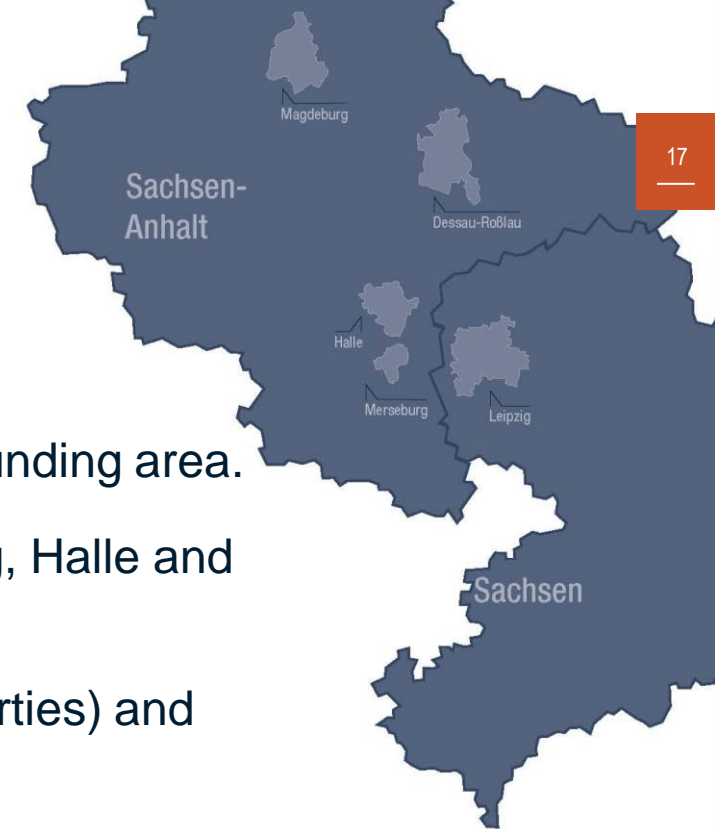 Magdeburg
17
Sachsen-
Anhalt
Dessau-Roßlau
Halle
Merseburg
Leipzig
unding area.
, Halle and
Sachsen
rties) and